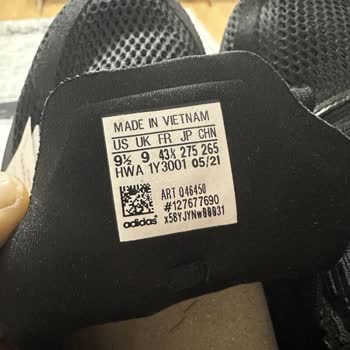 MADE IN VIETNAM
US UK FR JP CHN
9½ 9 43⅓ 275 265
HWA 1Y3001 05/21
ART Q46450
#127677690
x58YJYNw00031
adidas